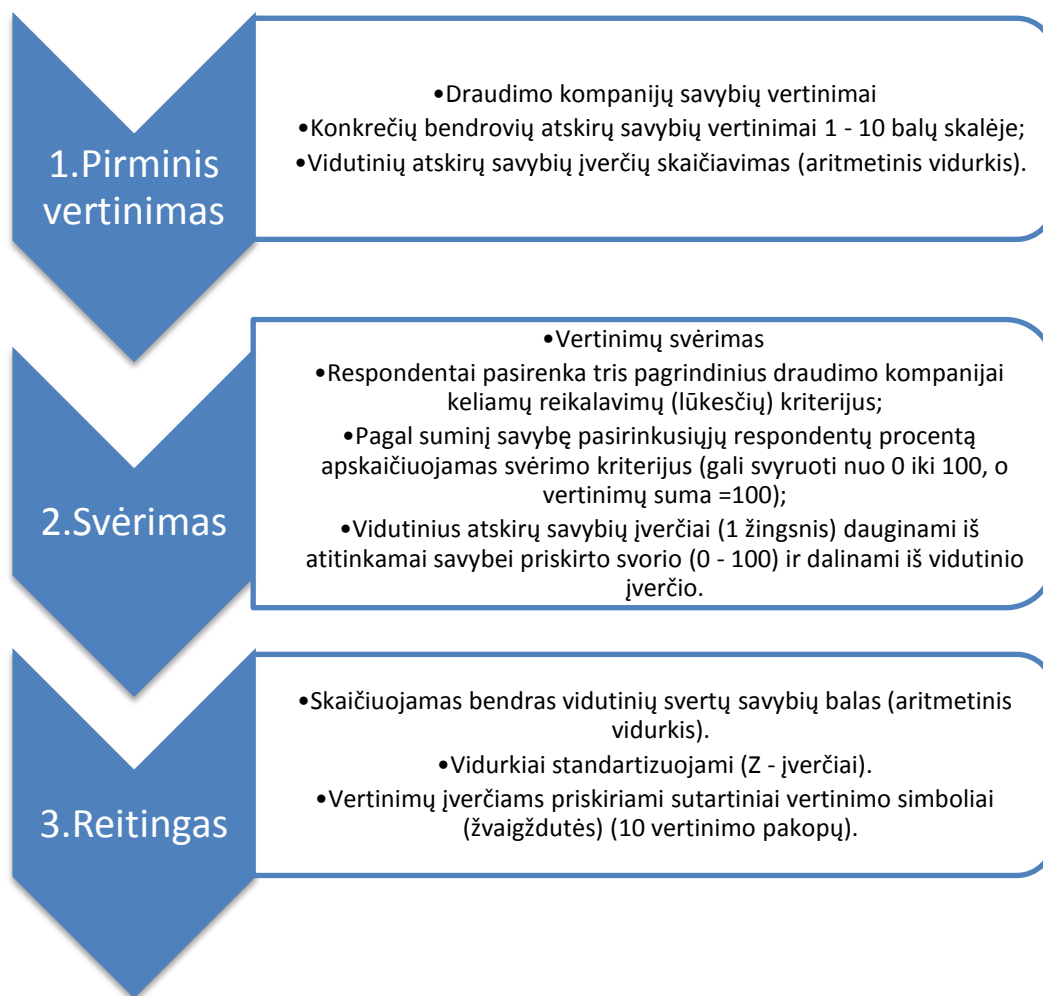 1.Pirminis
vertinimas
•Draudimo kompanijų savybių vertinimai
•Konkrečių bendrovių atskirų savybių vertinimai 1 - 10 balų skalėje;
•Vidutinių atskirų savybių įverčių skaičiavimas (aritmetinis vidurkis).
2.Svėrimas
•Vertinimų svėrimas
•Respondentai pasirenka tris pagrindinius draudimo kompanijai
keliamų reikalavimų (lūkesčių) kriterijus;
•Pagal suminį savybę pasirinkusiųjų respondentų procentą
apskaičiuojamas svėrimo kriterijus (gali svyruoti nuo 0 iki 100, o
vertinimų suma =100);
•Vidutinius atskirų savybių įverčiai (1 žingsnis) dauginami iš
atitinkamai savybei priskirto svorio (0 - 100) ir dalinami iš vidutinio
įverčio.
3.Reitingas
•Skaičiuojamas bendras vidutinių svertų savybių balas (aritmetinis
vidurkis).
•Vidurkiai standartizuojami (Z - įverčiai).
•Vertinimų įverčiams priskiriami sutartiniai vertinimo simboliai
(žvaigždutės) (10 vertinimo pakopų).